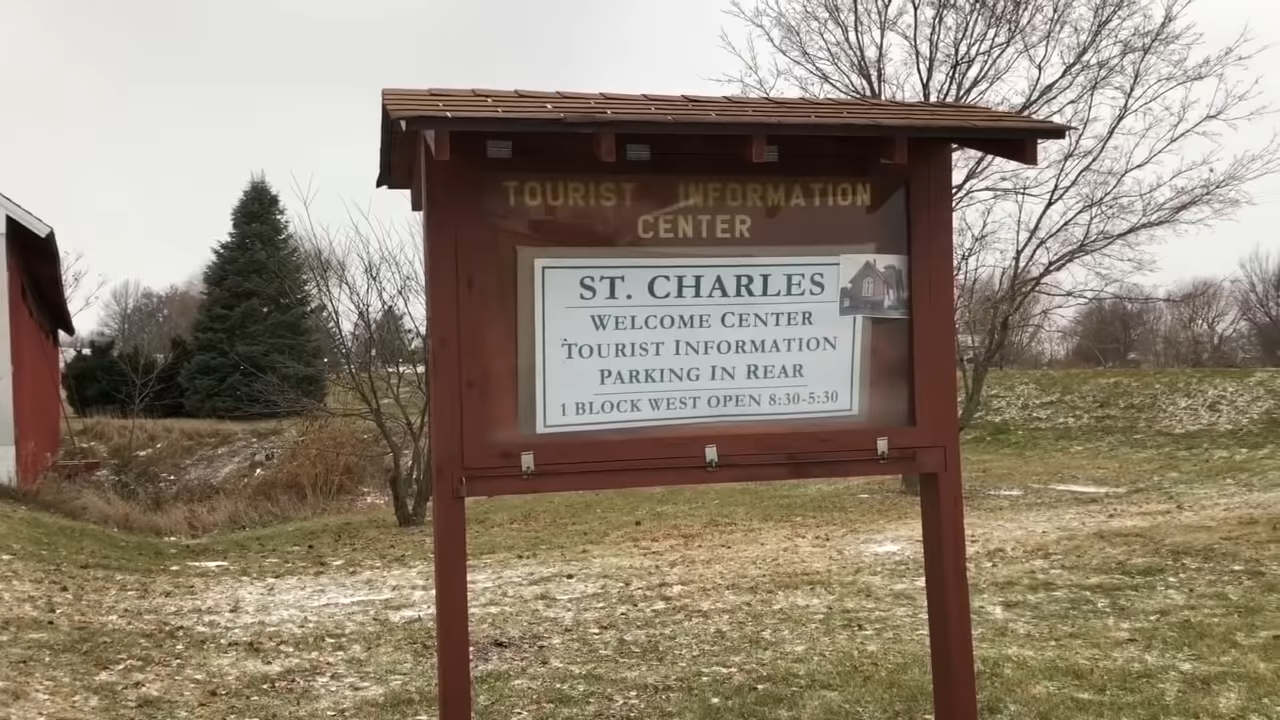 TOURIST INFORMATION
CENTER
ST. CHARLES
WELCOME CENTER
TOURIST INFORMATION
PARKING IN REAR
1 BLOCK WEST OPEN 8:30-5:30